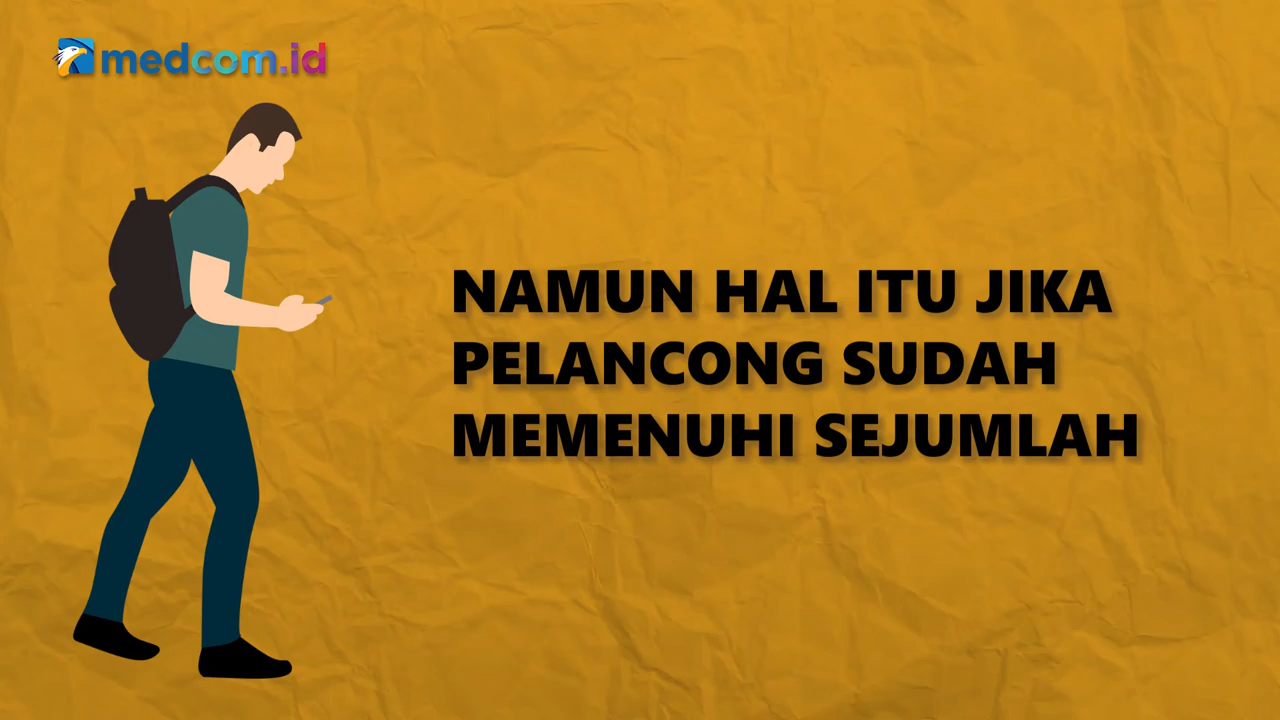 medcom.id
NAMUN HAL ITU JIKA
PELANCONG SUDAH
MEMENUHI SEJUMLAH